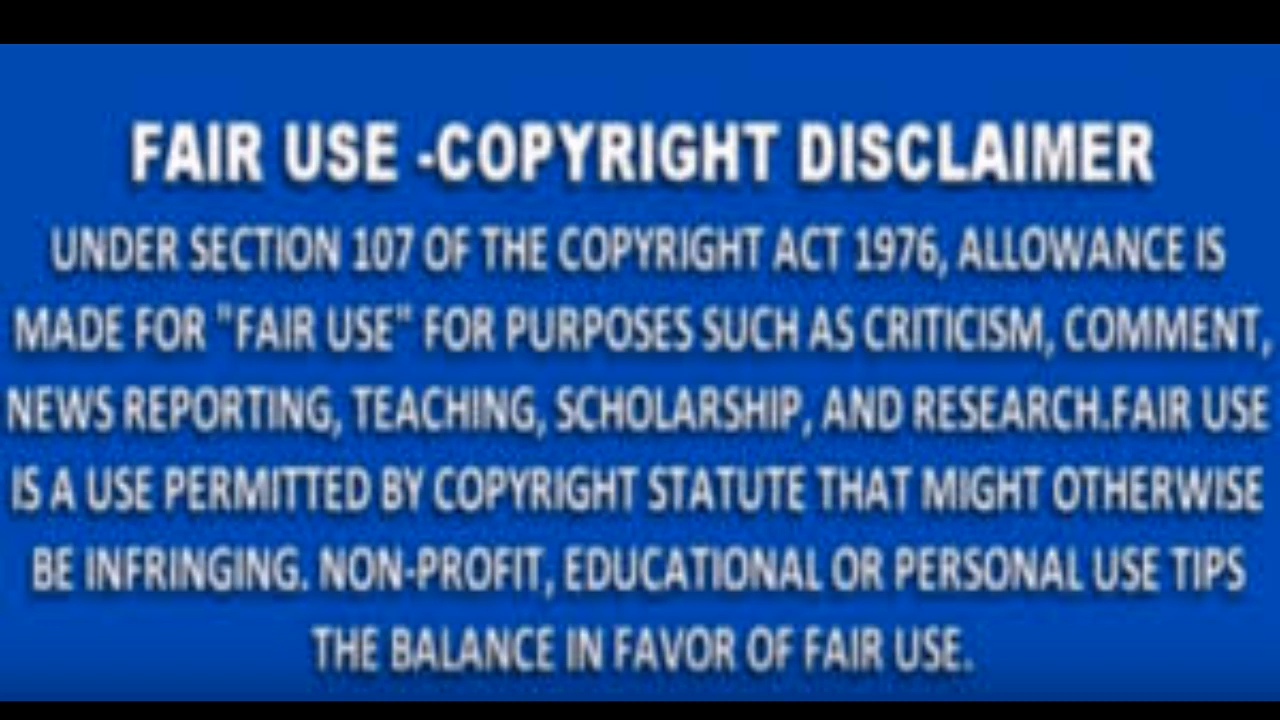 FAIR USE -COPYRIGHT DISCLAIMER
UNDER SECTION 107 OF THE COPYRIGHT ACT 1976, ALLOWANCE IS
MADE FOR "FAIR USE" FOR PURPOSES SUCH AS CRITICISM, COMMENT,
NEWS REPORTING, TEACHING, SCHOLARSHIP, AND RESEARCH.FAIR USE
IS A USE PERMITTED BY COPYRIGHT STATUTE THAT MIGHT OTHERWISE
BE INFRINGING. NON-PROFIT, EDUCATIONAL OR PERSONAL USE TIPS
THE BALANCE IN FAVOR OF FAIR USE.